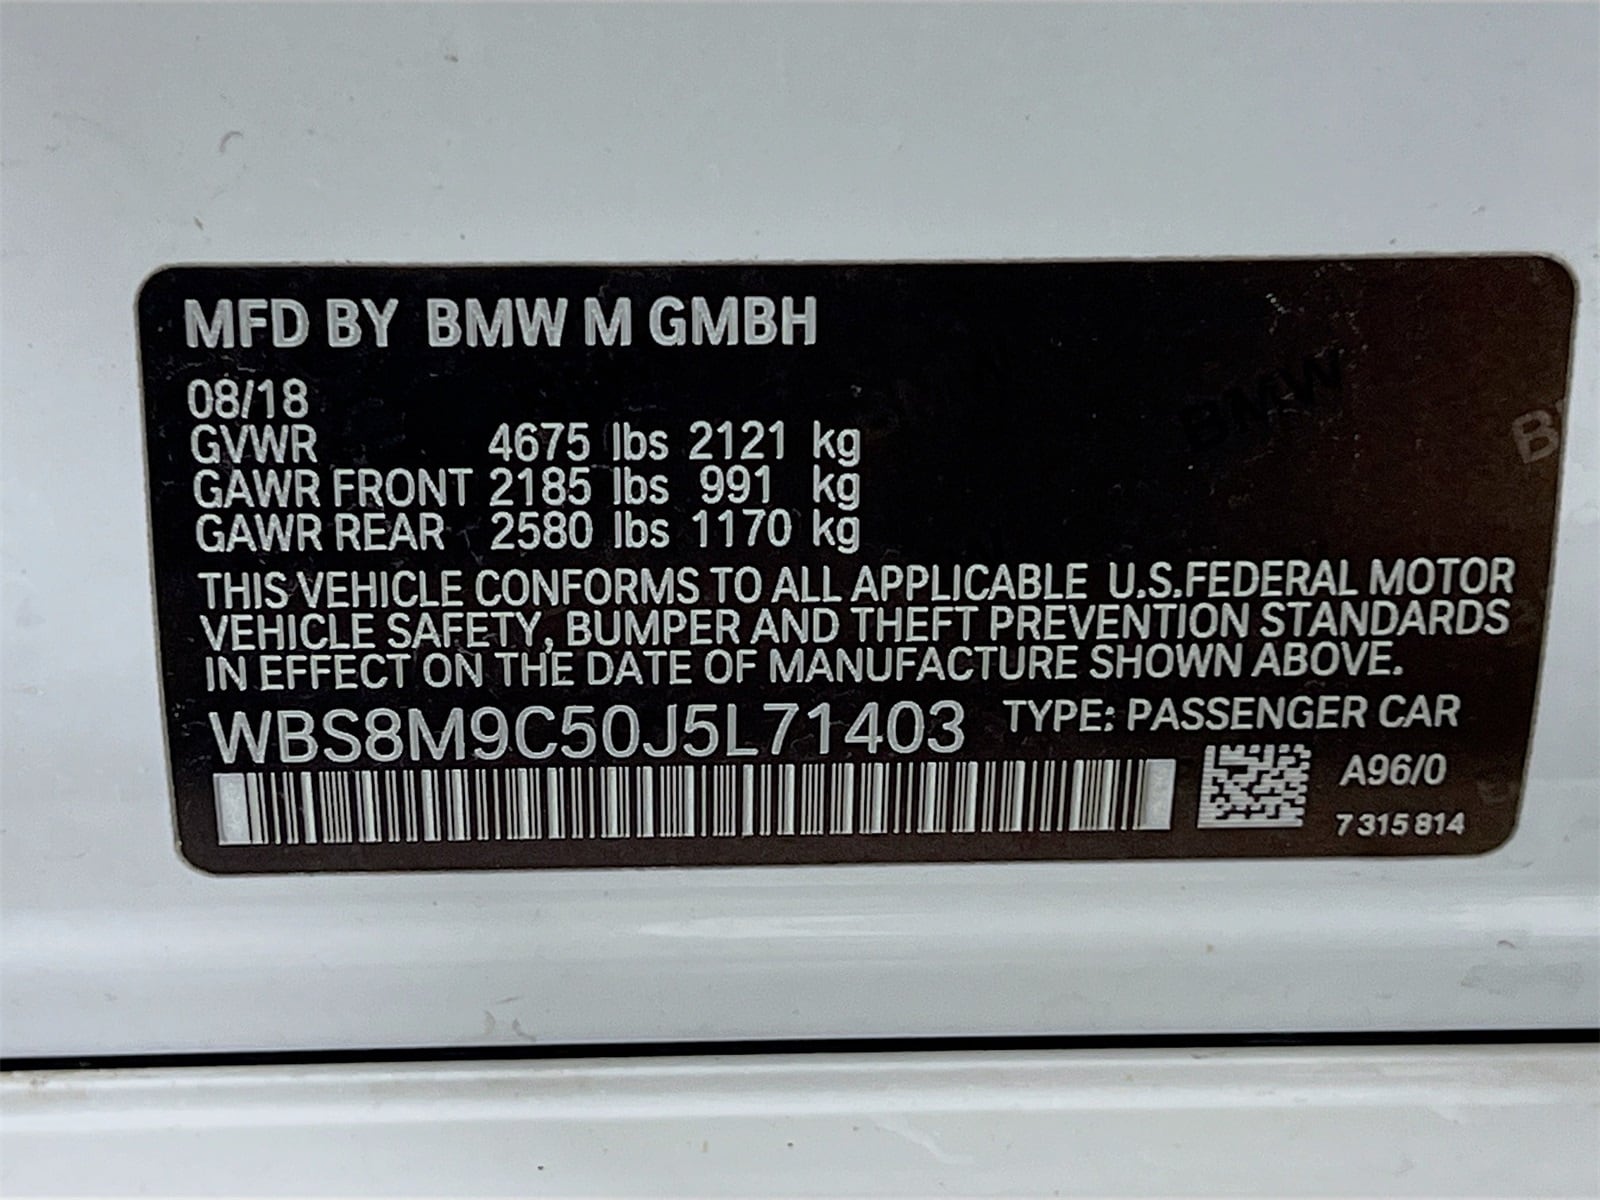 MFD BY BMW M GMBH
08/18
GVWR 4675 lbs 2121 kg
GAWR FRONT 2185 lbs 991 kg
GAWR REAR 2580 lbs 1170 kg
THIS VEHICLE CONFORMS TO ALL APPLICABLE U.S.FEDERAL MOTOR
VEHICLE SAFETY, BUMPER AND THEFT PREVENTION STANDARDS
IN EFFECT ON THE DATE OF MANUFACTURE SHOWN ABOVE.
WBS8M9C50J5L71403 TYPE: PASSENGER CAR
A96/0
7 315 814
BMW